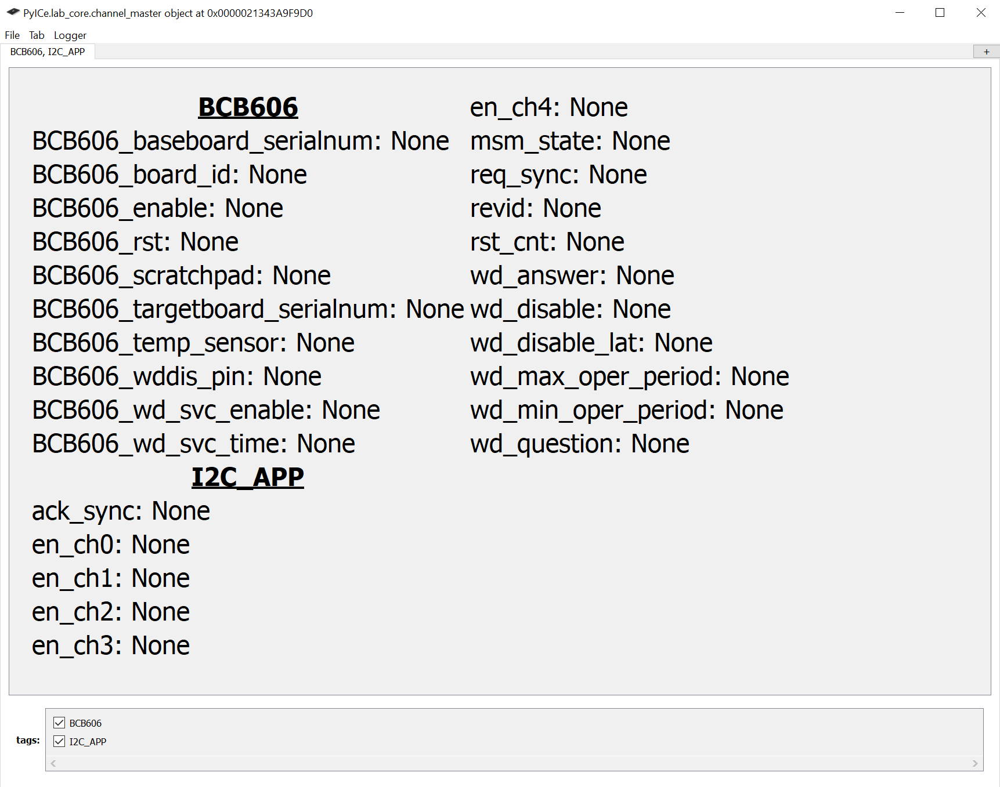 PyICe.lab_core.channel_master object at 0x0000021343A9F9D0
File Tab Logger
BCB606, I2C_APP
+
BCB606
BCB606_baseboard_serialnum: None
BCB606_board_id: None
BCB606_enable: None
BCB606_rst: None
BCB606_scratchpad: None
BCB606_targetboard_serialnum: None
BCB606_temp_sensor: None
BCB606_wddis_pin: None
BCB606_wd_svc_enable: None
BCB606_wd_svc_time: None
I2C_APP
ack_sync: None
en_ch0: None
en_ch1: None
en_ch2: None
en_ch3: None
en_ch4: None
msm_state: None
req_sync: None
revid: None
rst_cnt: None
wd_answer: None
wd_disable: None
wd_disable_lat: None
wd_max_oper_period: None
wd_min_oper_period: None
wd_question: None
tags:
BCB606
I2C_APP